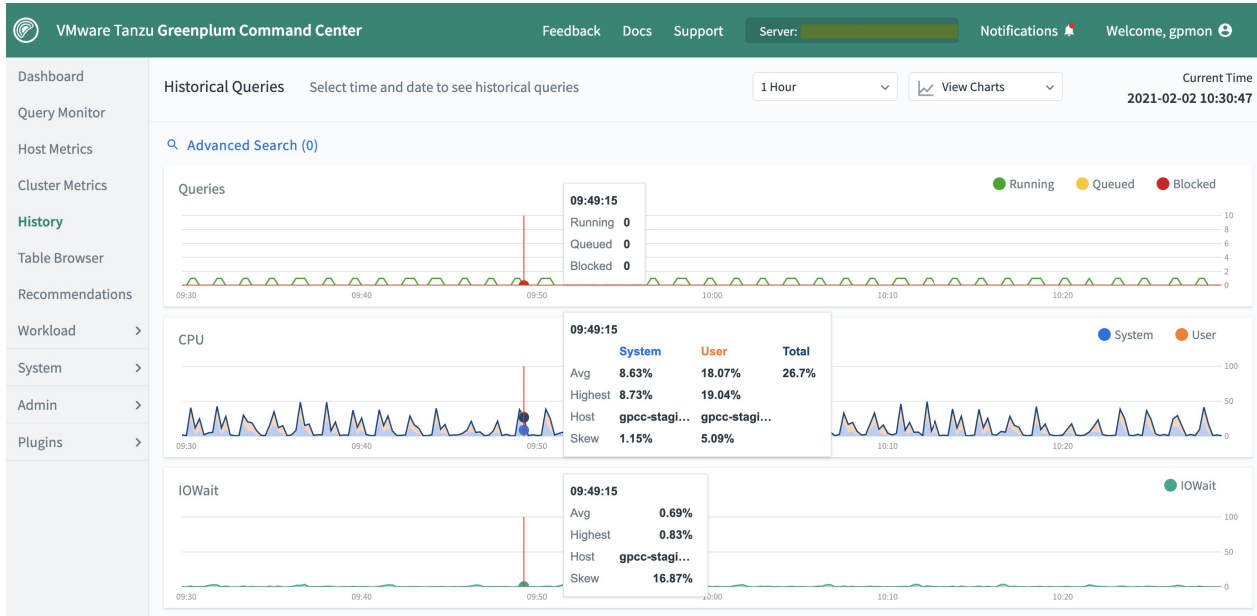 VMware Tanzu Greenplum Command Center
Feedback Docs Support Server: Notifications Welcome, gpmon
Dashboard
Query Monitor
Host Metrics
Cluster Metrics
History
Table Browser
Recommendations
Workload
System
Admin
Plugins
Historical Queries Select time and date to see historical queries
1 Hour
View Charts
Current Time
2021-02-02 10:30:47
Advanced Search (0)
Queries
Running Queued Blocked
09:49:15
Running 0
Queued 0
Blocked 0
10
8
6
4
2
0
09:30 09:40 09:50 10:00 10:10 10:20
CPU
System User
09:49:15
System User Total
Avg 8.63% 18.07% 26.7%
Highest 8.73% 19.04%
Host gpcc-stagi... gpcc-stagi...
Skew 1.15% 5.09%
100
50
0
09:30 09:40 09:50 10:10 10:20
IOWait
IOWait
09:49:15
Avg 0.69%
Highest 0.83%
Host gpcc-stagi...
Skew 16.87%
100
50
0
09:30 09:40 09:50 10:00 10:10 10:20